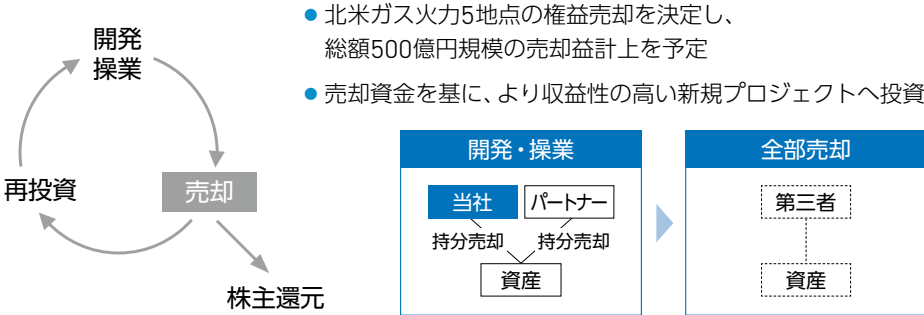 ● 北米ガス火力5地点の権益売却を決定し、
総額500億円規模の売却益計上を予定
● 売却資金を基に、より収益性の高い新規プロジェクトへ投資
開発
操業
再投資
売却
株主還元
開発・操業
当社
パートナー
持分売却
持分売却
資産
全部売却
第三者
資産